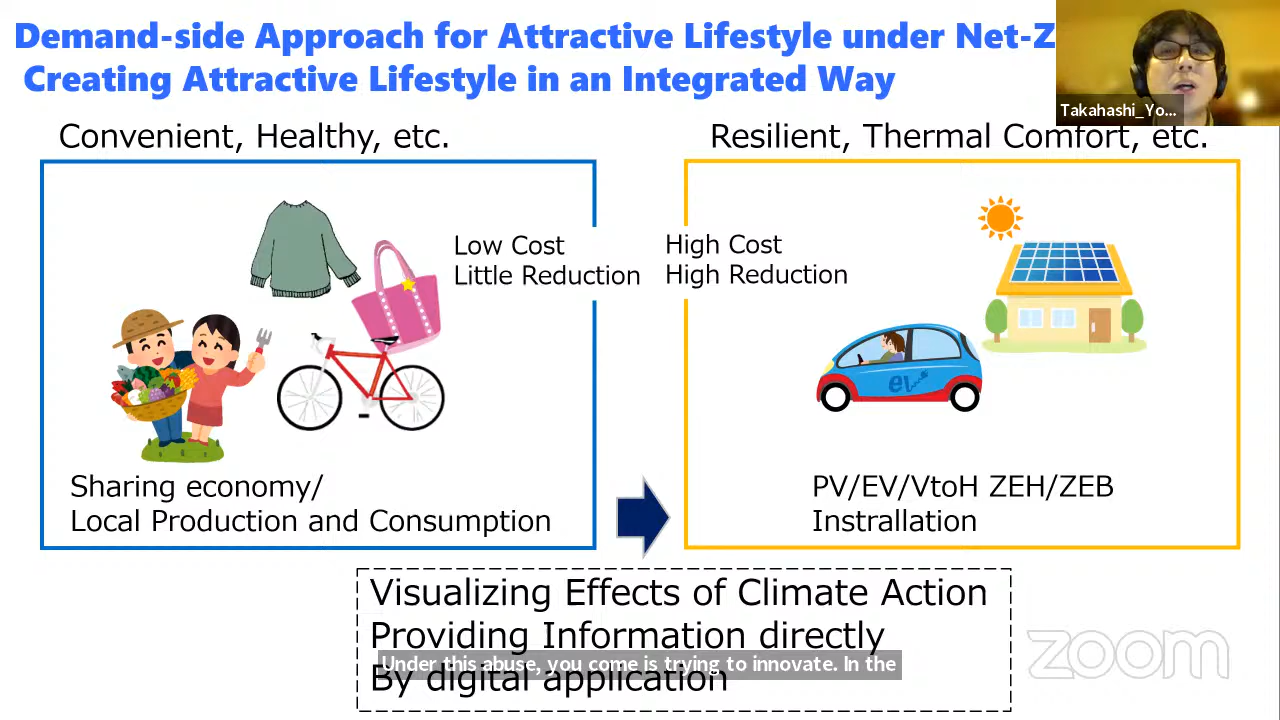 Demand-side Approach for Attractive Lifestyle under Net-Z
Creating Attractive Lifestyle in an Integrated Way
Takahashi_Yo...
Convenient, Healthy, etc.
Resilient, Thermal Comfort, etc.
Low Cost
Little Reduction
High Cost
High Reduction
ev
Sharing economy/
Local Production and Consumption
PV/EV/VtoH ZEH/ZEB
Instrallation
Visualizing Effects of Climate Action
Providing Information directly
Under this abuse, you come is trying to innovate. In the
By digital application
zoom